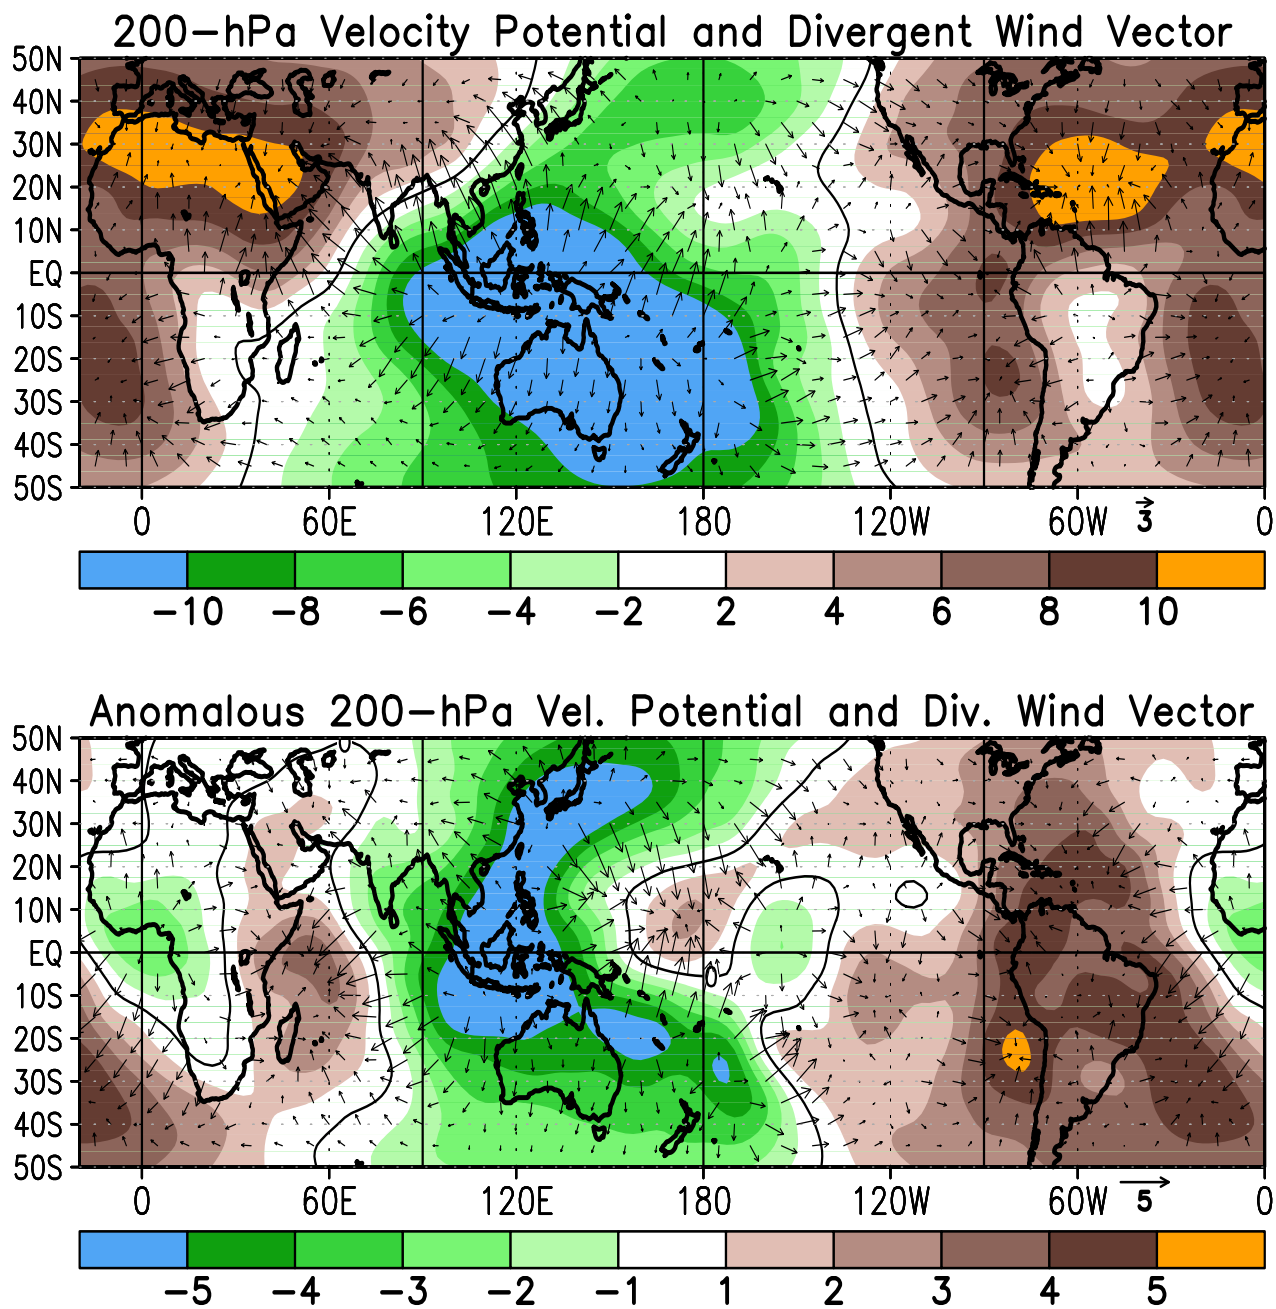 200-hPa Velocity Potential and Divergent Wind Vector
50N
40N
30N
20N
10N
EQ
10S
20S
30S
40S
50S
0 60E 120E 180 120W 60W 0
3
-10 -8 -6 -4 -2 2 4 6 8 10
Anomalous 200-hPa Vel. Potential and Div. Wind Vector
50N
40N
30N
20N
10N
EQ
10S
20S
30S
40S
50S
0 60E 120E 180 120W 60W 0
5
-5 -4 -3 -2 -1 1 2 3 4 5
0
0